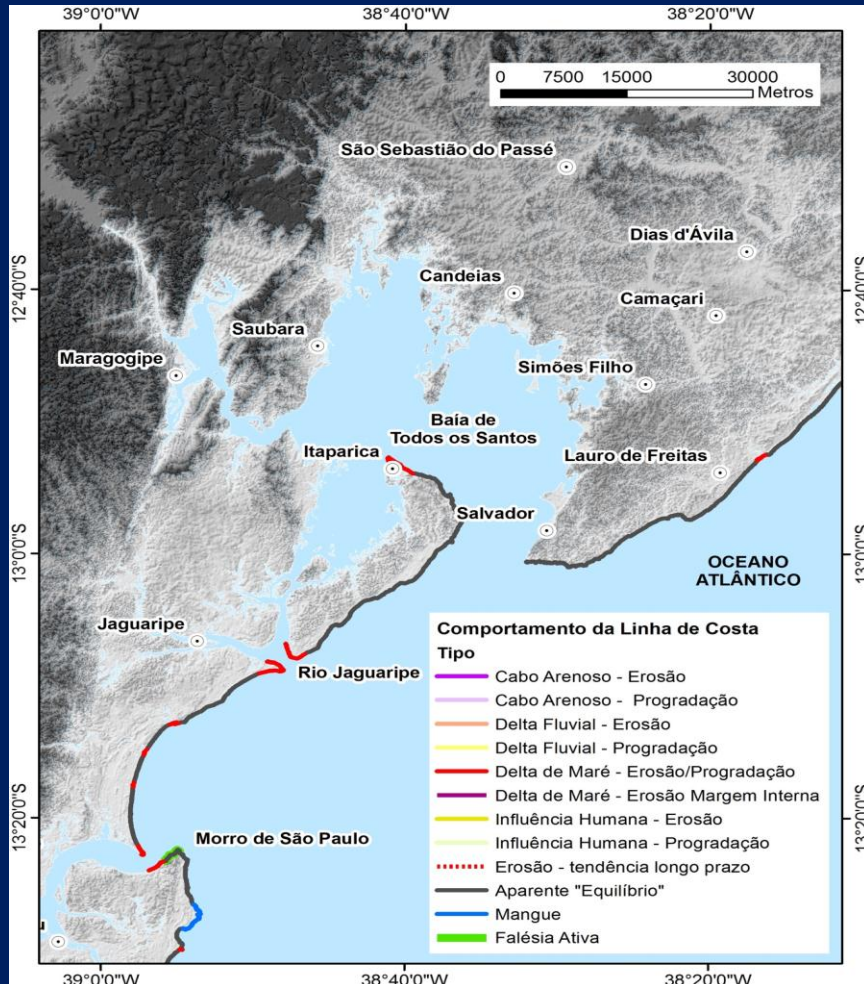 39°0'0"W 38°40'0"W 38°20'0"W
0 7500 15000 30000
Metros
São Sebastião do Passé
Dias d'Ávila
12°40'0"S
Candeias
12°40'0"S
Camaçari
Saubara
Maragogipe
Simões Filho
Baía de
Todos os Santos
Itaparica
Lauro de Freitas
Salvador
13°0'0"S
13°0'0"S
OCEANO
ATLÂNTICO
Jaguaripe
Rio Jaguaripe
Comportamento da Linha de Costa
Tipo
Cabo Arenoso - Erosão
Cabo Arenoso - Progradação
Delta Fluvial - Erosão
Delta Fluvial - Progradação
Delta de Maré - Erosão/Progradação
Delta de Maré - Erosão Margem Interna
Influência Humana - Erosão
Influência Humana - Progradação
Erosão - tendência longo prazo
Aparente "Equilíbrio"
Mangue
Falésia Ativa
13°20'0"S
13°20'0"S
Morro de São Paulo
u
39°0'0"W 38°40'0"W 38°20'0"W